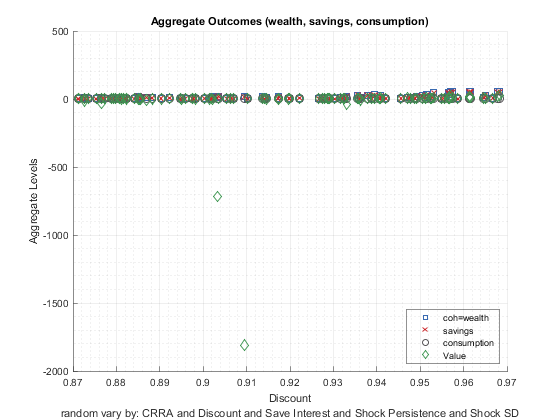 Aggregate Outcomes (wealth, savings, consumption)
500
0
-500
-1000
-1500
-2000
Aggregate Levels
coh=wealth
savings
consumption
Value
0.87 0.88 0.89 0.9 0.91 0.92 0.93 0.94 0.95 0.96 0.97
Discount
random vary by: CRRA and Discount and Save Interest and Shock Persistence and Shock SD